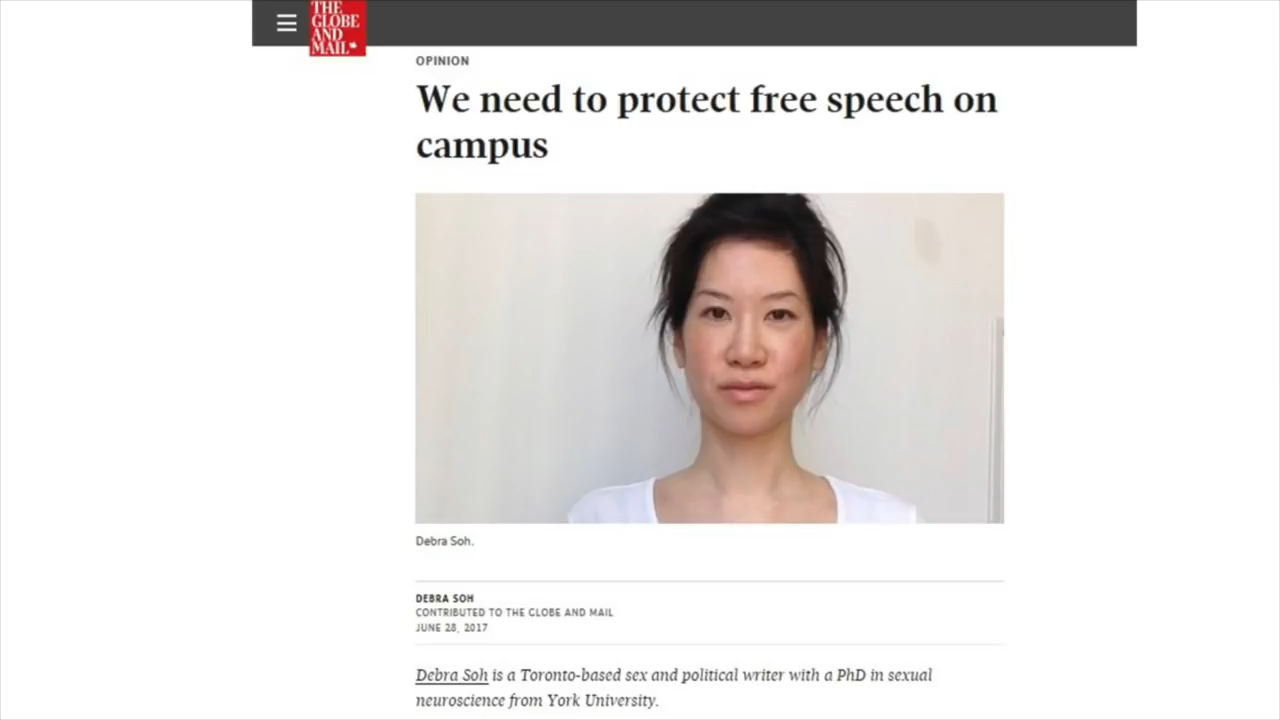 THE
GLOBE
AND
MAIL
OPINION
We need to protect free speech on
campus
Debra Soh.
DEBRA SOH
CONTRIBUTED TO THE GLOBE AND MAIL
JUNE 28, 2017
Debra Soh is a Toronto-based sex and political writer with a PhD in sexual
neuroscience from York University.